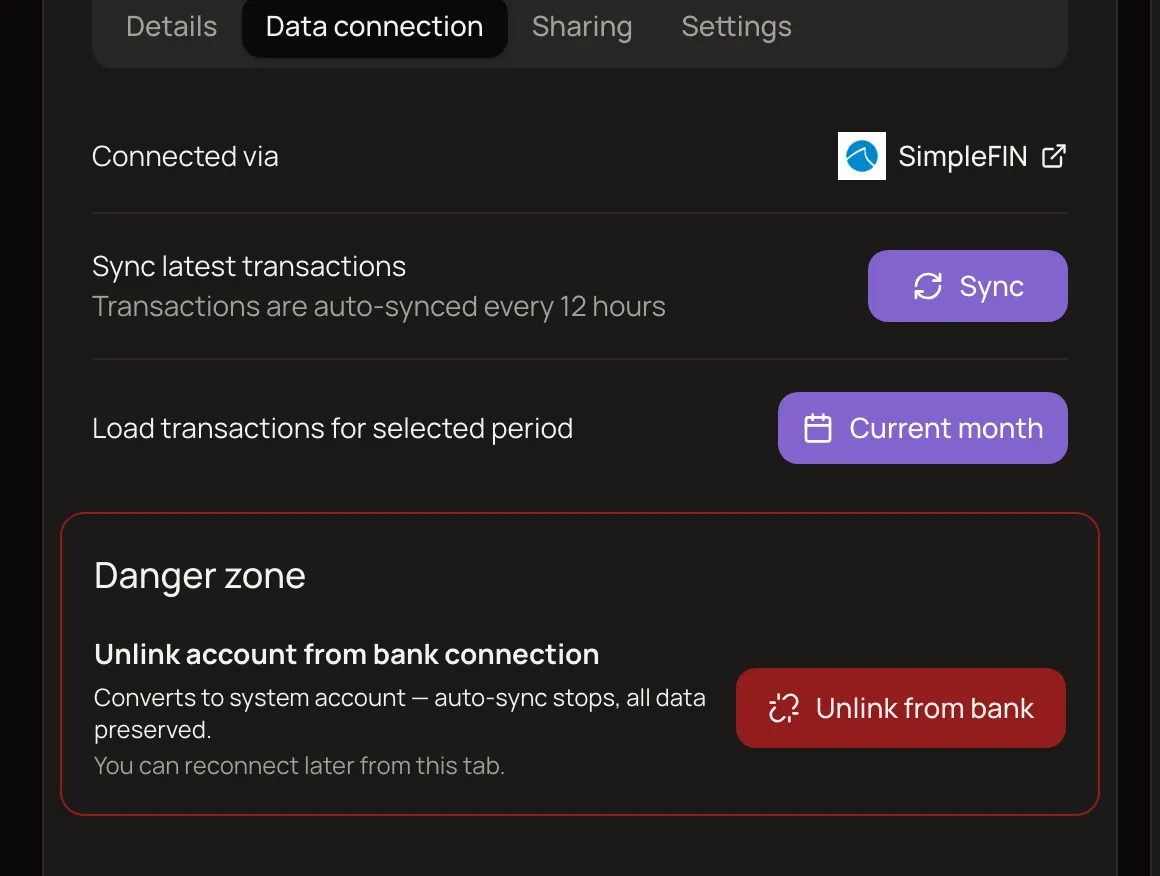 Details Data connection Sharing Settings
Connected via
SimpleFIN
Sync latest transactions
Transactions are auto-synced every 12 hours
Sync
Load transactions for selected period
Current month
Danger zone
Unlink account from bank connection
Converts to system account — auto-sync stops, all data
preserved.
You can reconnect later from this tab.
Unlink from bank